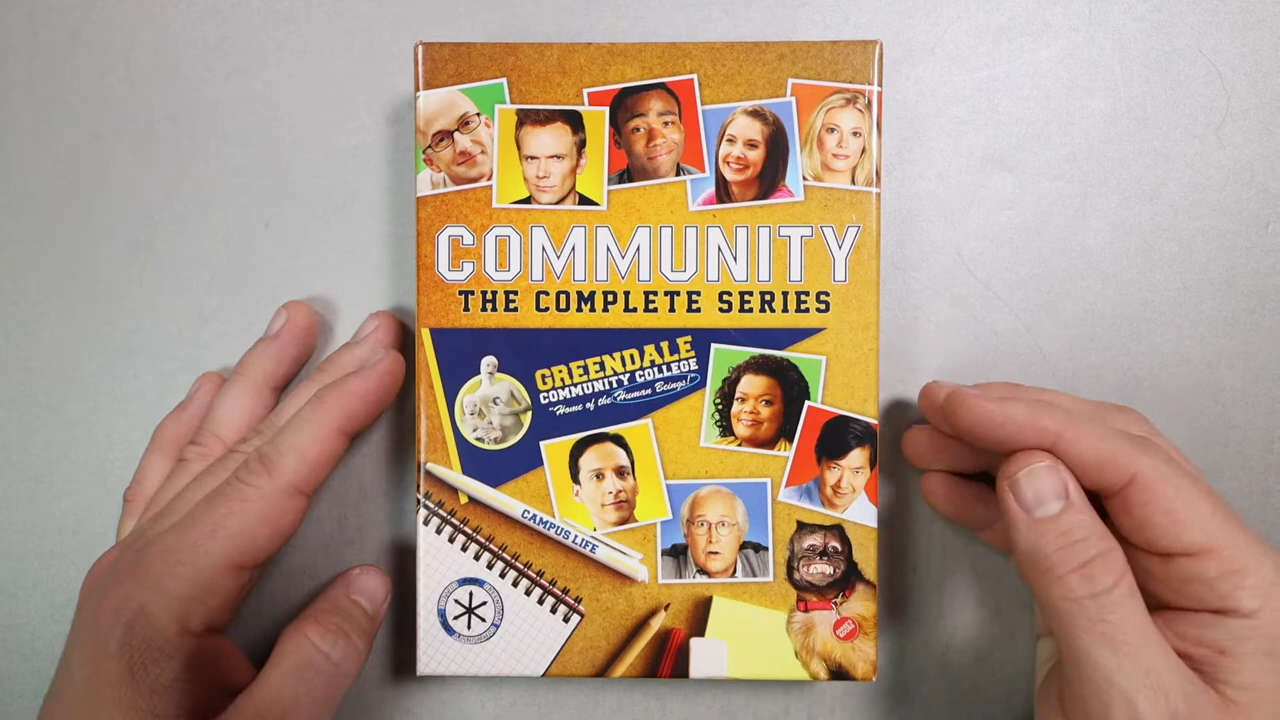 COMMUNITY
THE COMPLETE SERIES
GREENDALE
COMMUNITY COLLEGE
"Home of the Human Beings!"
CAMPUS LIFE